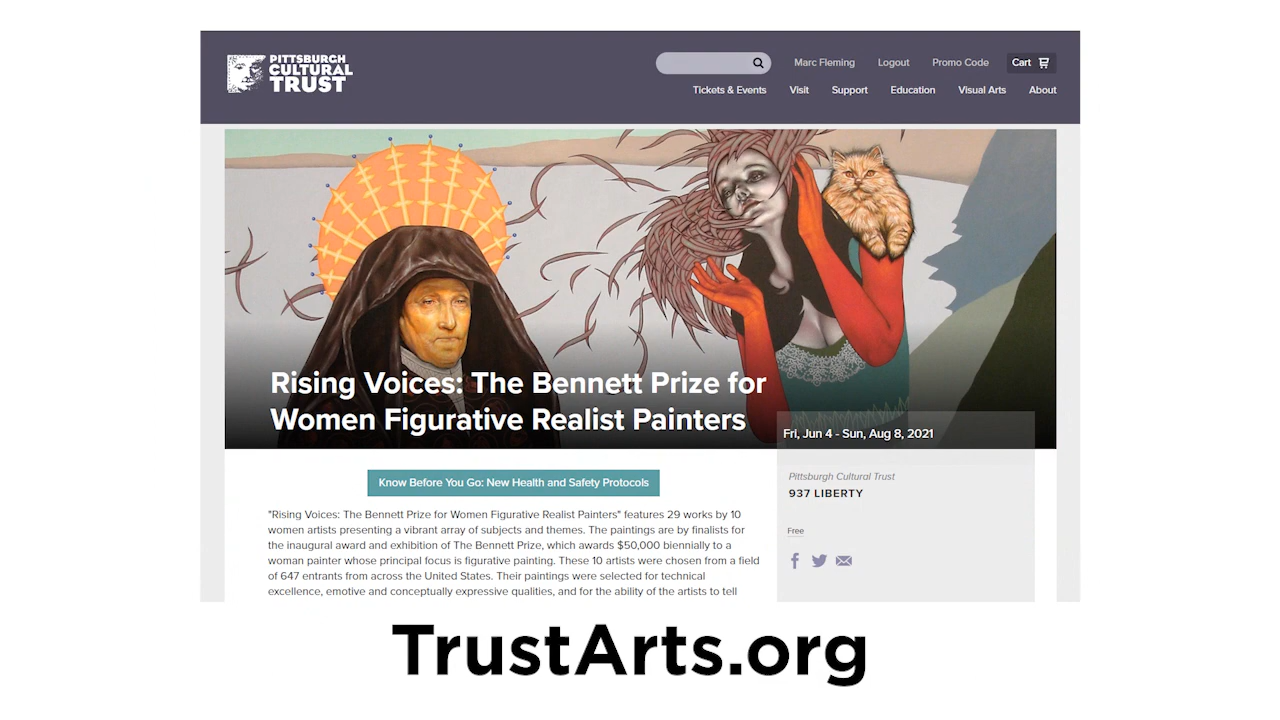 PITTSBURGH
CULTURAL
TRUST
Marc Fleming Logout Promo Code Cart
Tickets & Events Visit Support Education Visual Arts About
Rising Voices: The Bennett Prize for
Women Figurative Realist Painters
Fri, Jun 4 - Sun, Aug 8, 2021
Know Before You Go: New Health and Safety Protocols
Pittsburgh Cultural Trust
937 LIBERTY
Free
"Rising Voices: The Bennett Prize for Women Figurative Realist Painters" features 29 works by 10
women artists presenting a vibrant array of subjects and themes. The paintings are by finalists for
the inaugural award and exhibition of The Bennett Prize, which awards $50,000 biennially to a
woman painter whose principal focus is figurative painting. These 10 artists were chosen from a field
of 647 entrants from across the United States. Their paintings were selected for technical
excellence, emotive and conceptually expressive qualities, and for the ability of the artists to tell
TrustArts.org